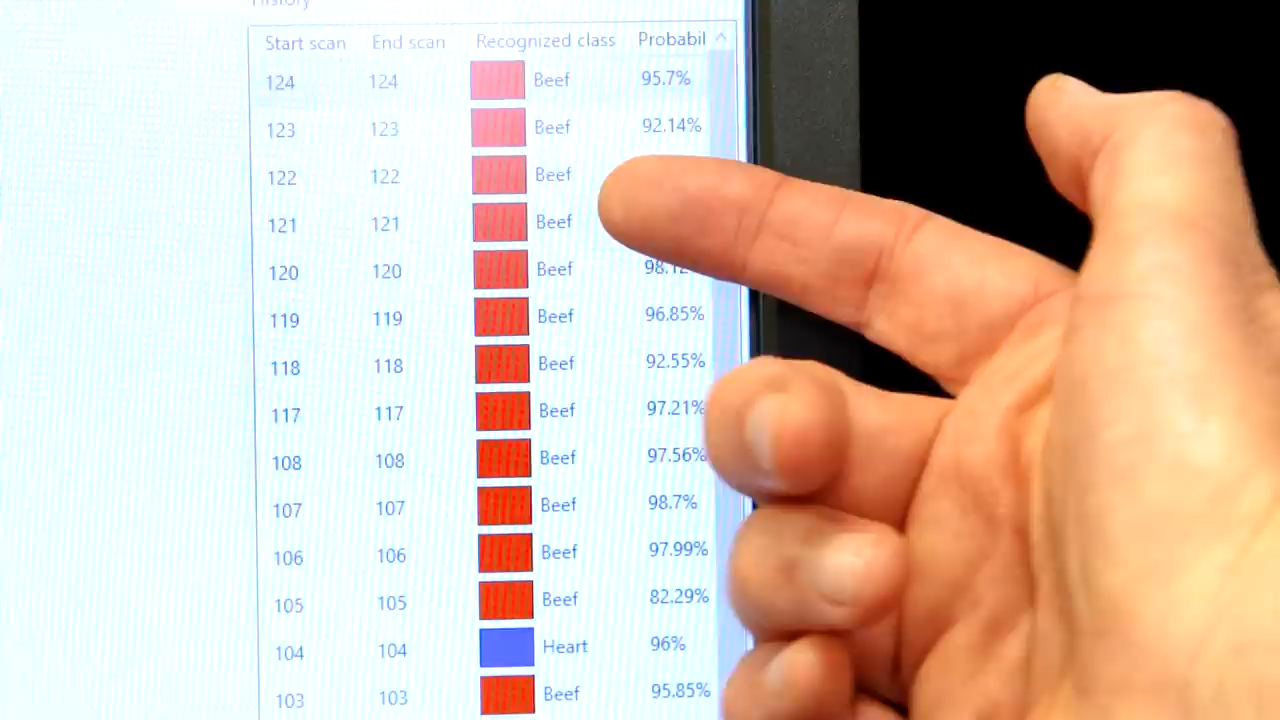 History
Start scan End scan Recognized class Probabil
124 124 Beef 95.7%
123 123 Beef 92.14%
122 122 Beef
121 121 Beef
120 120 Beef
119 119 Beef 96.85%
118 118 Beef 92.55%
117 117 Beef 97.21%
108 108 Beef 97.56%
107 107 Beef 98.7%
106 106 Beef 97.99%
105 105 Beef 82.29%
104 104 Heart 96%
103 103 Beef 95.85%